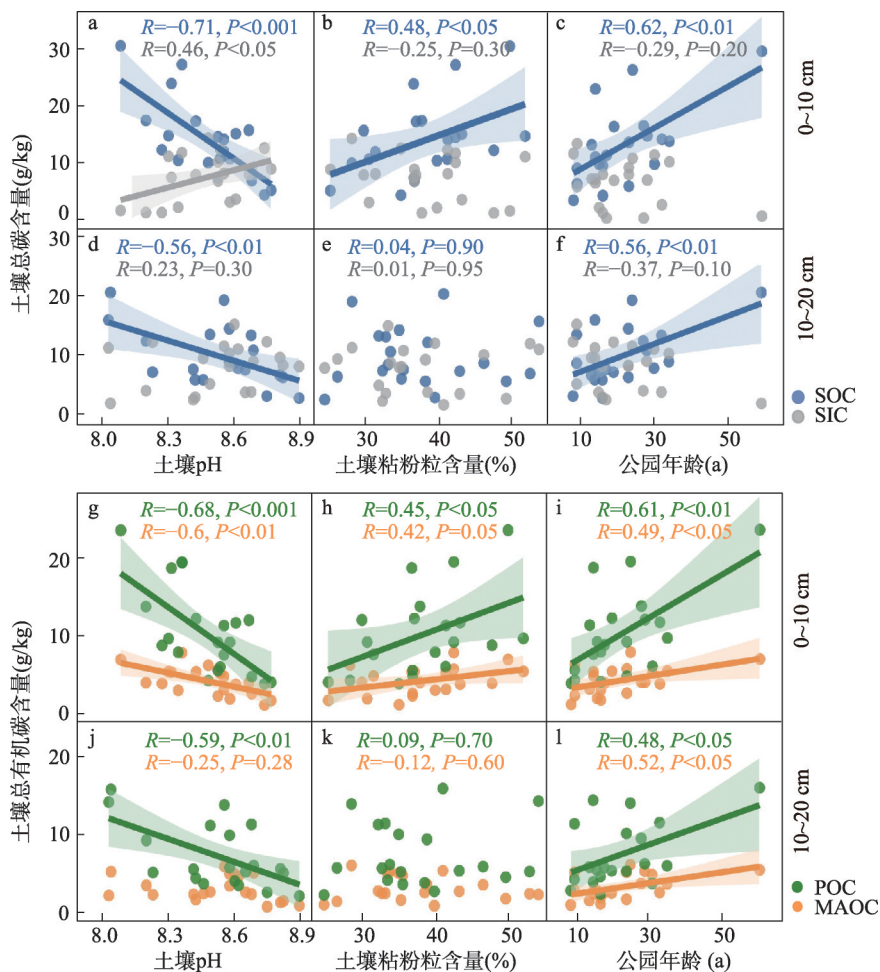 a
R=−0.71, P<0.001
R=0.46, P<0.05
b
R=0.48, P<0.05
R=−0.25, P=0.30
c
R=0.62, P<0.01
R=−0.29, P=0.20
30
20
10
0
土壤总碳含量(g/kg)
0~10 cm
d
R=−0.56, P<0.01
R=0.23, P=0.30
e
R=0.04, P=0.90
R=0.01, P=0.95
f
R=0.56, P<0.01
R=−0.37, P=0.10
30
20
10
0
10~20 cm
8.0 8.3 8.6 8.9
30 40 50
10 30 50
土壤pH
土壤粘粉粒含量(%)
公园年龄(a)
SOC
SIC
g
R=−0.68, P<0.001
R=−0.6, P<0.01
h
R=0.45, P<0.05
R=0.42, P=0.05
i
R=0.61, P<0.01
R=0.49, P<0.05
20
10
0
土壤总有机碳含量(g/kg)
0~10 cm
j
R=−0.59, P<0.01
R=−0.25, P=0.28
k
R=0.09, P=0.70
R=−0.12, P=0.60
l
R=0.48, P<0.05
R=0.52, P<0.05
20
10
0
10~20 cm
8.0 8.3 8.6 8.9
30 40 50
10 30 50
土壤pH
土壤粘粉粒含量(%)
公园年龄 (a)
POC
MAOC